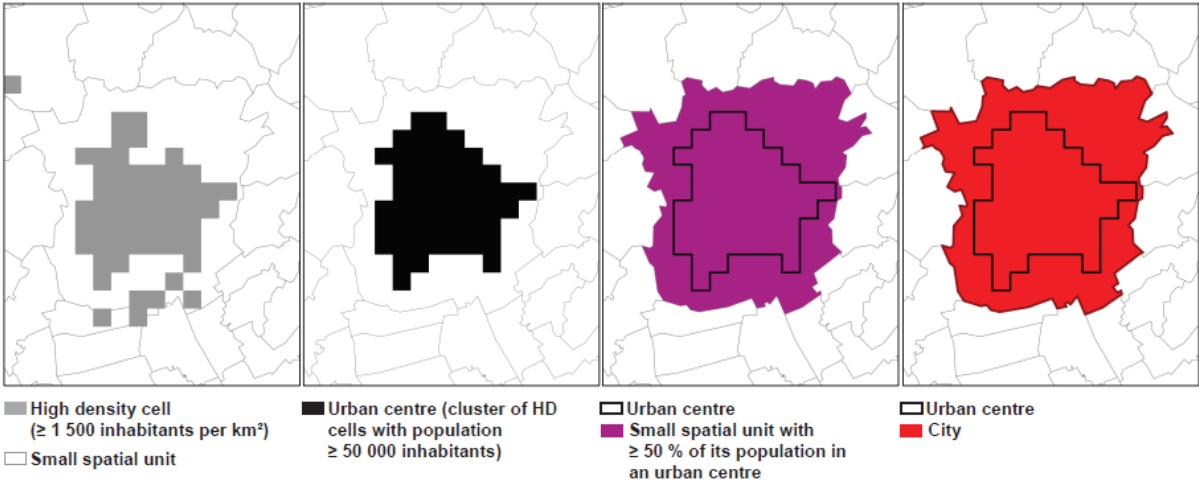 High density cell
(≥ 1 500 inhabitants per km²)
Small spatial unit
Urban centre (cluster of HD
cells with population
≥ 50 000 inhabitants)
Urban centre
Small spatial unit with
≥ 50 % of its population in
an urban centre
Urban centre
City